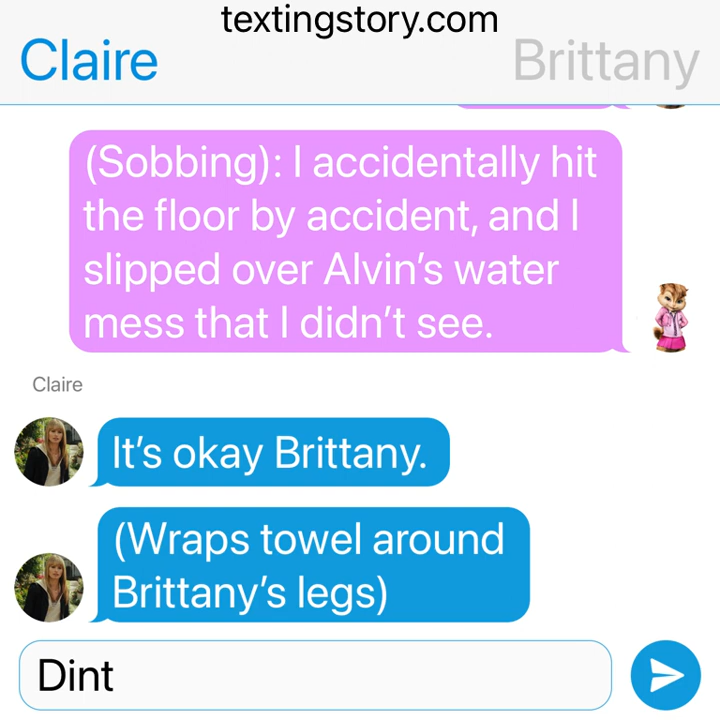 textingstory.com
Claire Brittany
(Sobbing): I accidentally hit
the floor by accident, and I
slipped over Alvin’s water
mess that I didn’t see.
Claire
It’s okay Brittany.
(Wraps towel around
Brittany’s legs)
Dint